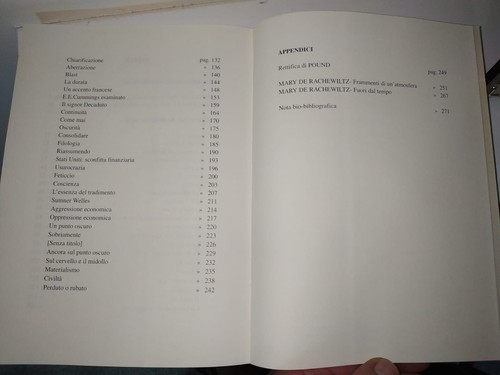 Chiarificazione pag. 132
Aberrazione » 136
Blast » 140
La durata » 144
Un accento francese » 148
E.E.Cummings esaminato » 153
Il signor Decaduto » 159
Continuità » 164
Come mai » 170
Oscurità » 175
Consolidare » 180
Filologia » 185
Riassumendo » 190
Stati Uniti: sconfitta finanziaria » 193
Usurocrazia » 196
Feticcio » 200
Coscienza » 203
L'essenza del tradimento » 207
Sumner Welles » 211
Aggressione economica » 214
Oppressione economica » 217
Un punto oscuro » 220
Sobriamente » 223
[Senza titolo] » 226
Ancora sul punto oscuro » 229
Sul cervello e il midollo » 232
Materialismo » 235
Civiltà » 238
Perduto o rubato » 242
APPENDICI
Rettifica di POUND pag. 249
MARY DE RACHEWILTZ- Frammenti di un'atmosfera » 251
MARY DE RACHEWILTZ- Fuori dal tempo » 267
Nota bio-bibliografica » 271